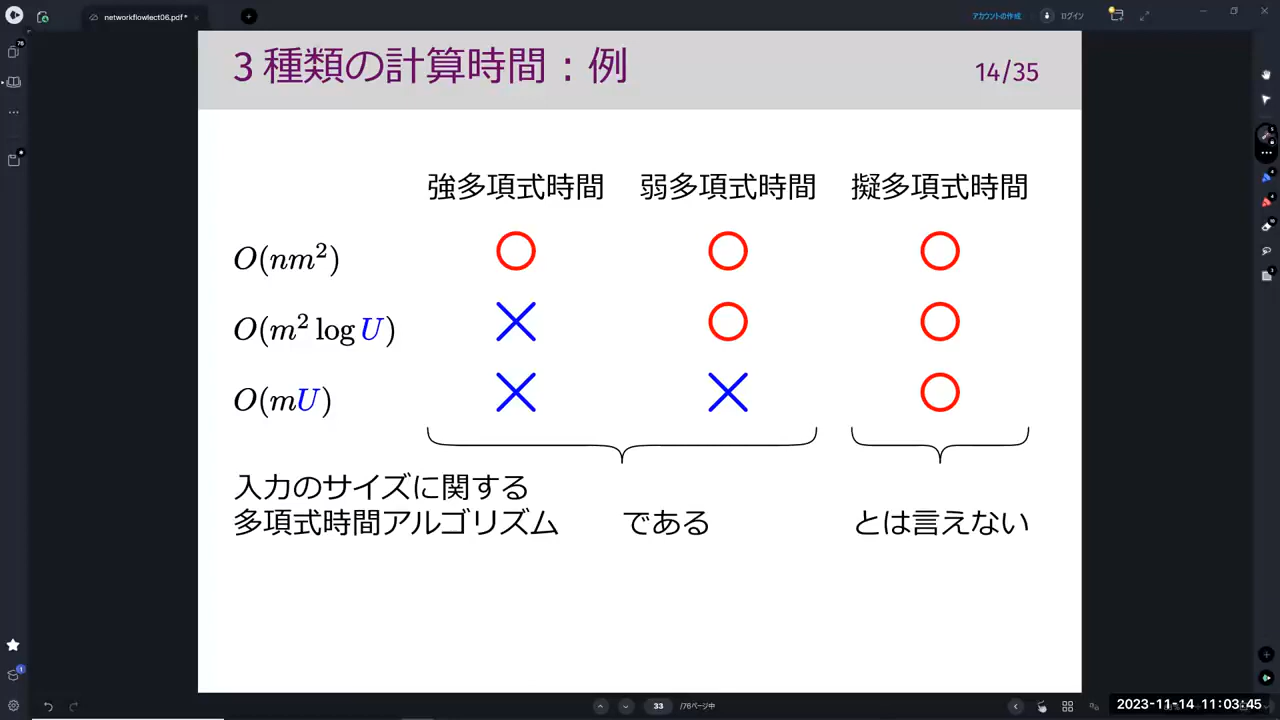 networkflowlect06.pdf*
アカウントの作成
ログイン
3 種類の計算時間：例
14/35
強多項式時間 弱多項式時間 擬多項式時間
O(nm²)
O(m² log U)
O(mU)
入力のサイズに関する
多項式時間アルゴリズム である とは言えない
33 /76ページ中
2023-11-14 11:03:45